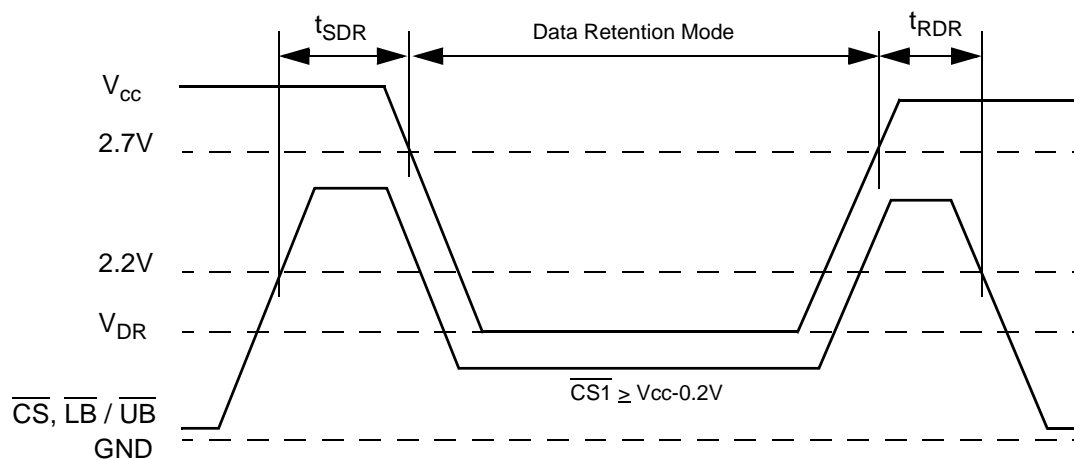 tSDR Data Retention Mode tRDR
Vcc
2.7V
2.2V
VDR
CS1 ≥ Vcc-0.2V
CS, LB / UB
GND